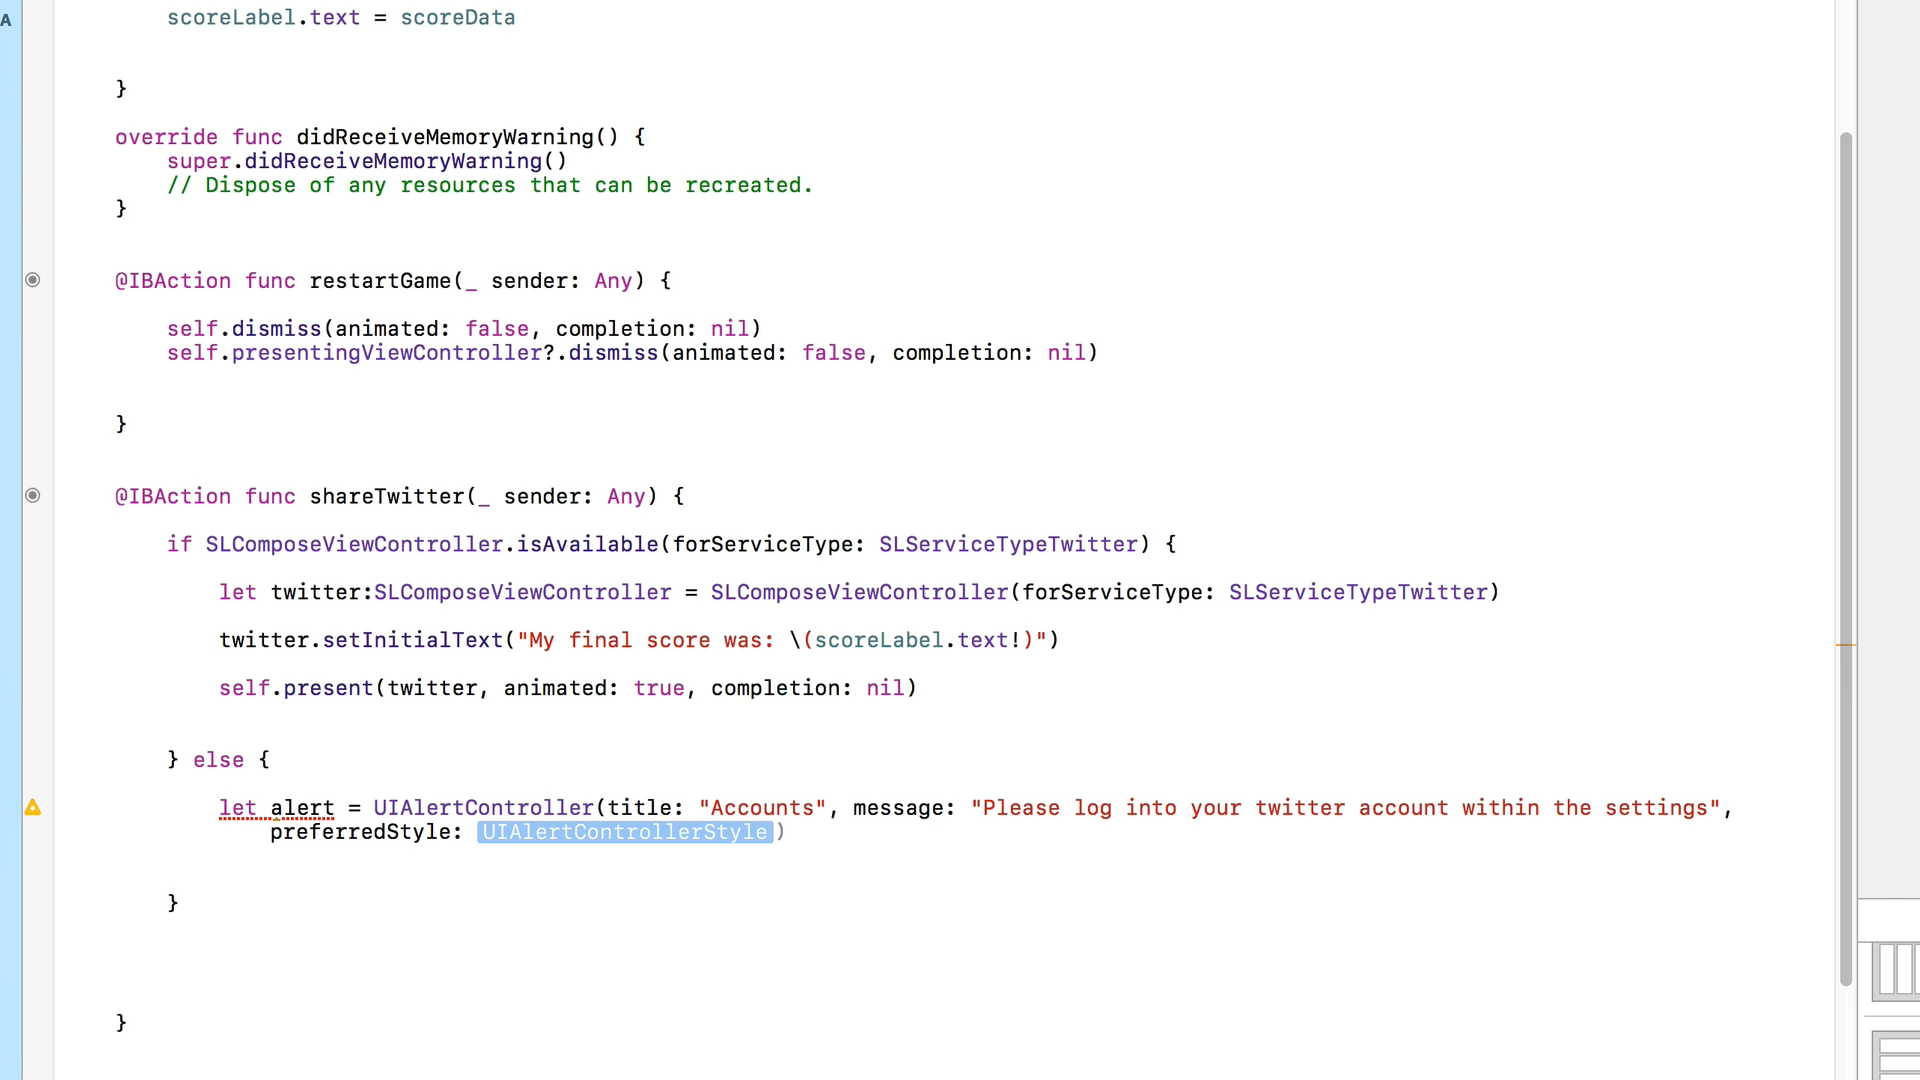 A
scoreLabel.text = scoreData
}
override func didReceiveMemoryWarning() {
super.didReceiveMemoryWarning()
// Dispose of any resources that can be recreated.
}
@IBAction func restartGame(_ sender: Any) {
self.dismiss(animated: false, completion: nil)
self.presentingViewController?.dismiss(animated: false, completion: nil)
}
@IBAction func shareTwitter(_ sender: Any) {
if SLComposeViewController.isAvailable(forServiceType: SLServiceTypeTwitter) {
let twitter:SLComposeViewController = SLComposeViewController(forServiceType: SLServiceTypeTwitter)
twitter.setInitialText("My final score was: \(scoreLabel.text!)")
self.present(twitter, animated: true, completion: nil)
} else {
let alert = UIAlertController(title: "Accounts", message: "Please log into your twitter account within the settings",
preferredStyle: UIAlertControllerStyle)
}
}